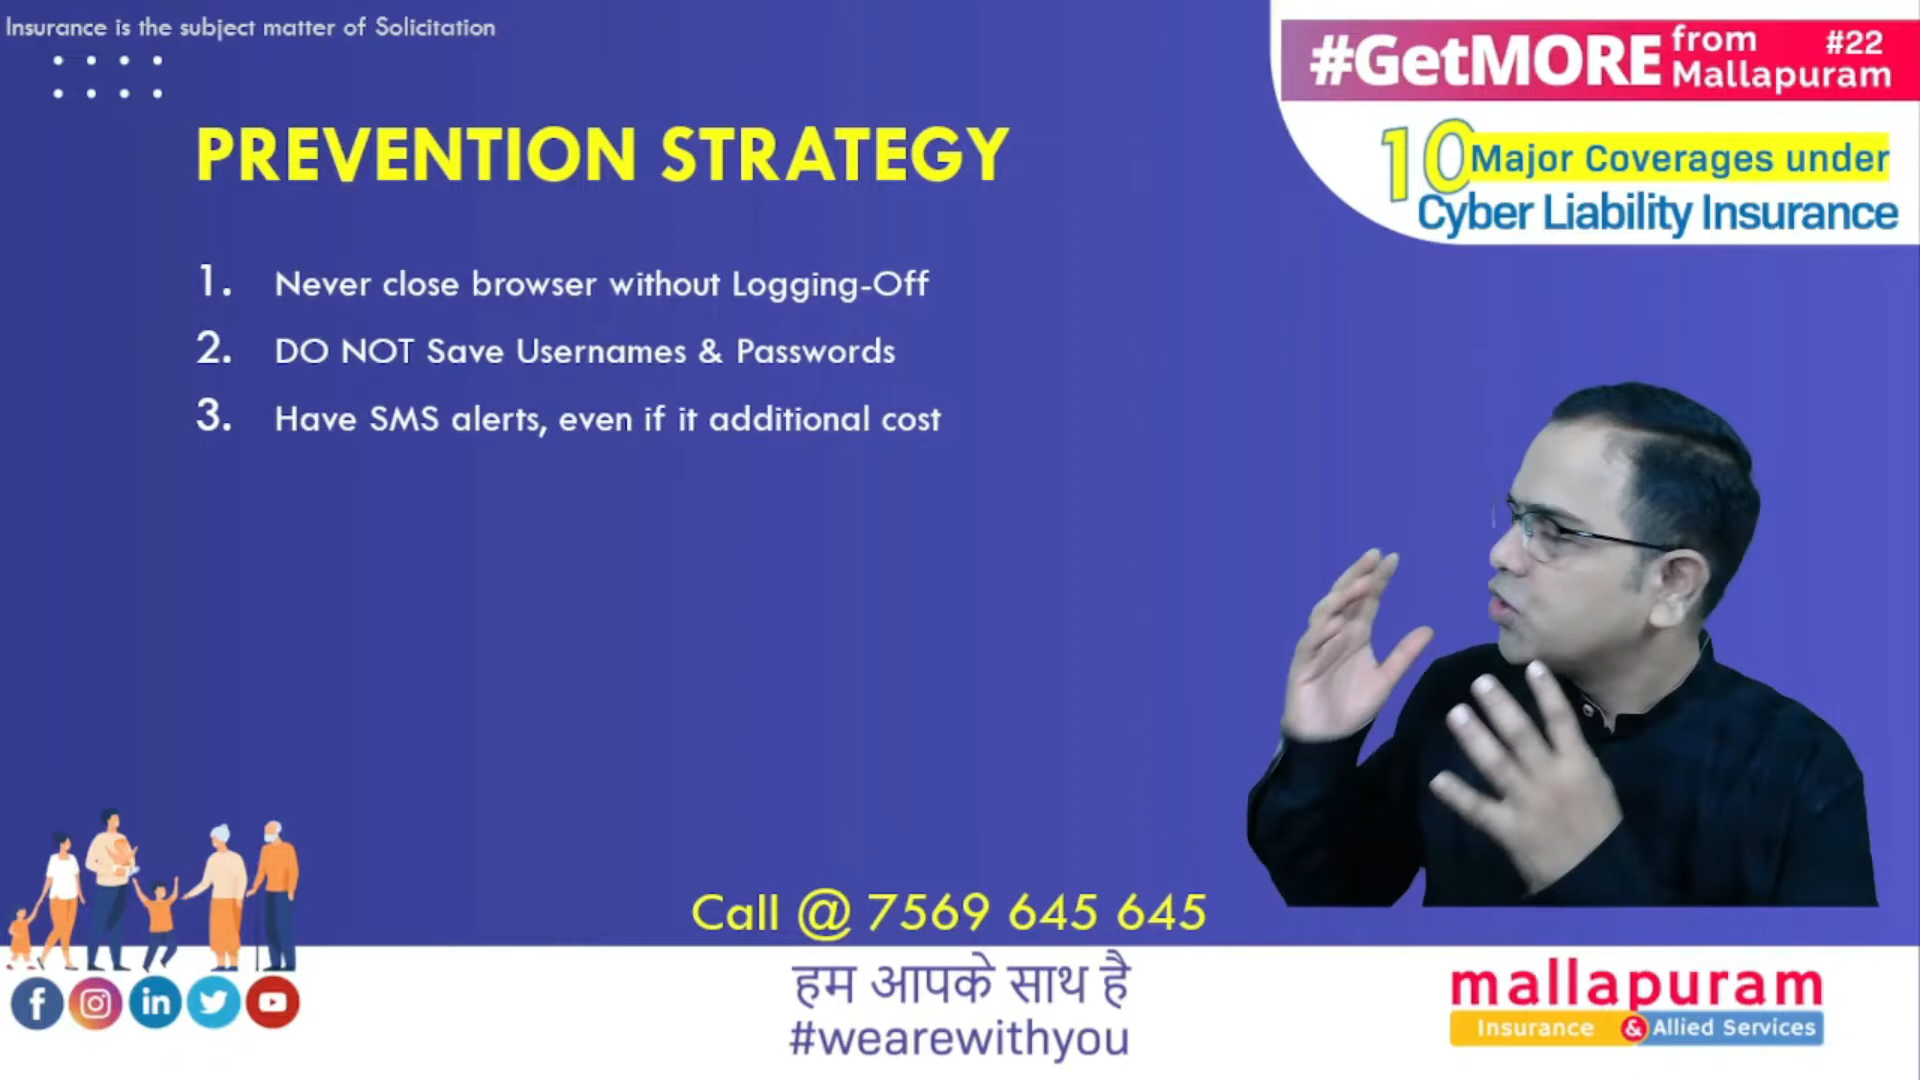 Insurance is the subject matter of Solicitation
#GetMORE from Mallapuram #22
10 Major Coverages under
Cyber Liability Insurance
PREVENTION STRATEGY
1. Never close browser without Logging-Off
2. DO NOT Save Usernames & Passwords
3. Have SMS alerts, even if it additional cost
Call @ 7569 645 645
हम आपके साथ है
#wearewithyou
mallapuram
Insurance & Allied Services